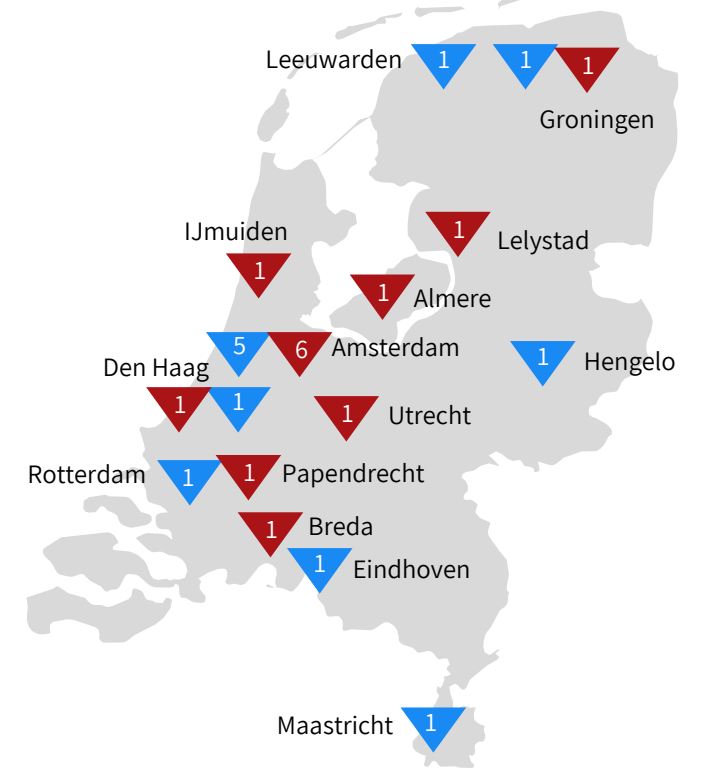 Leeuwarden 1 1 1
Groningen
IJmuiden
1
1 Lelystad
1 Almere
5 6 Amsterdam
1 Hengelo
Den Haag
1 1
1 Utrecht
Rotterdam 1 1 Papendrecht
1 Breda
1 Eindhoven
Maastricht 1